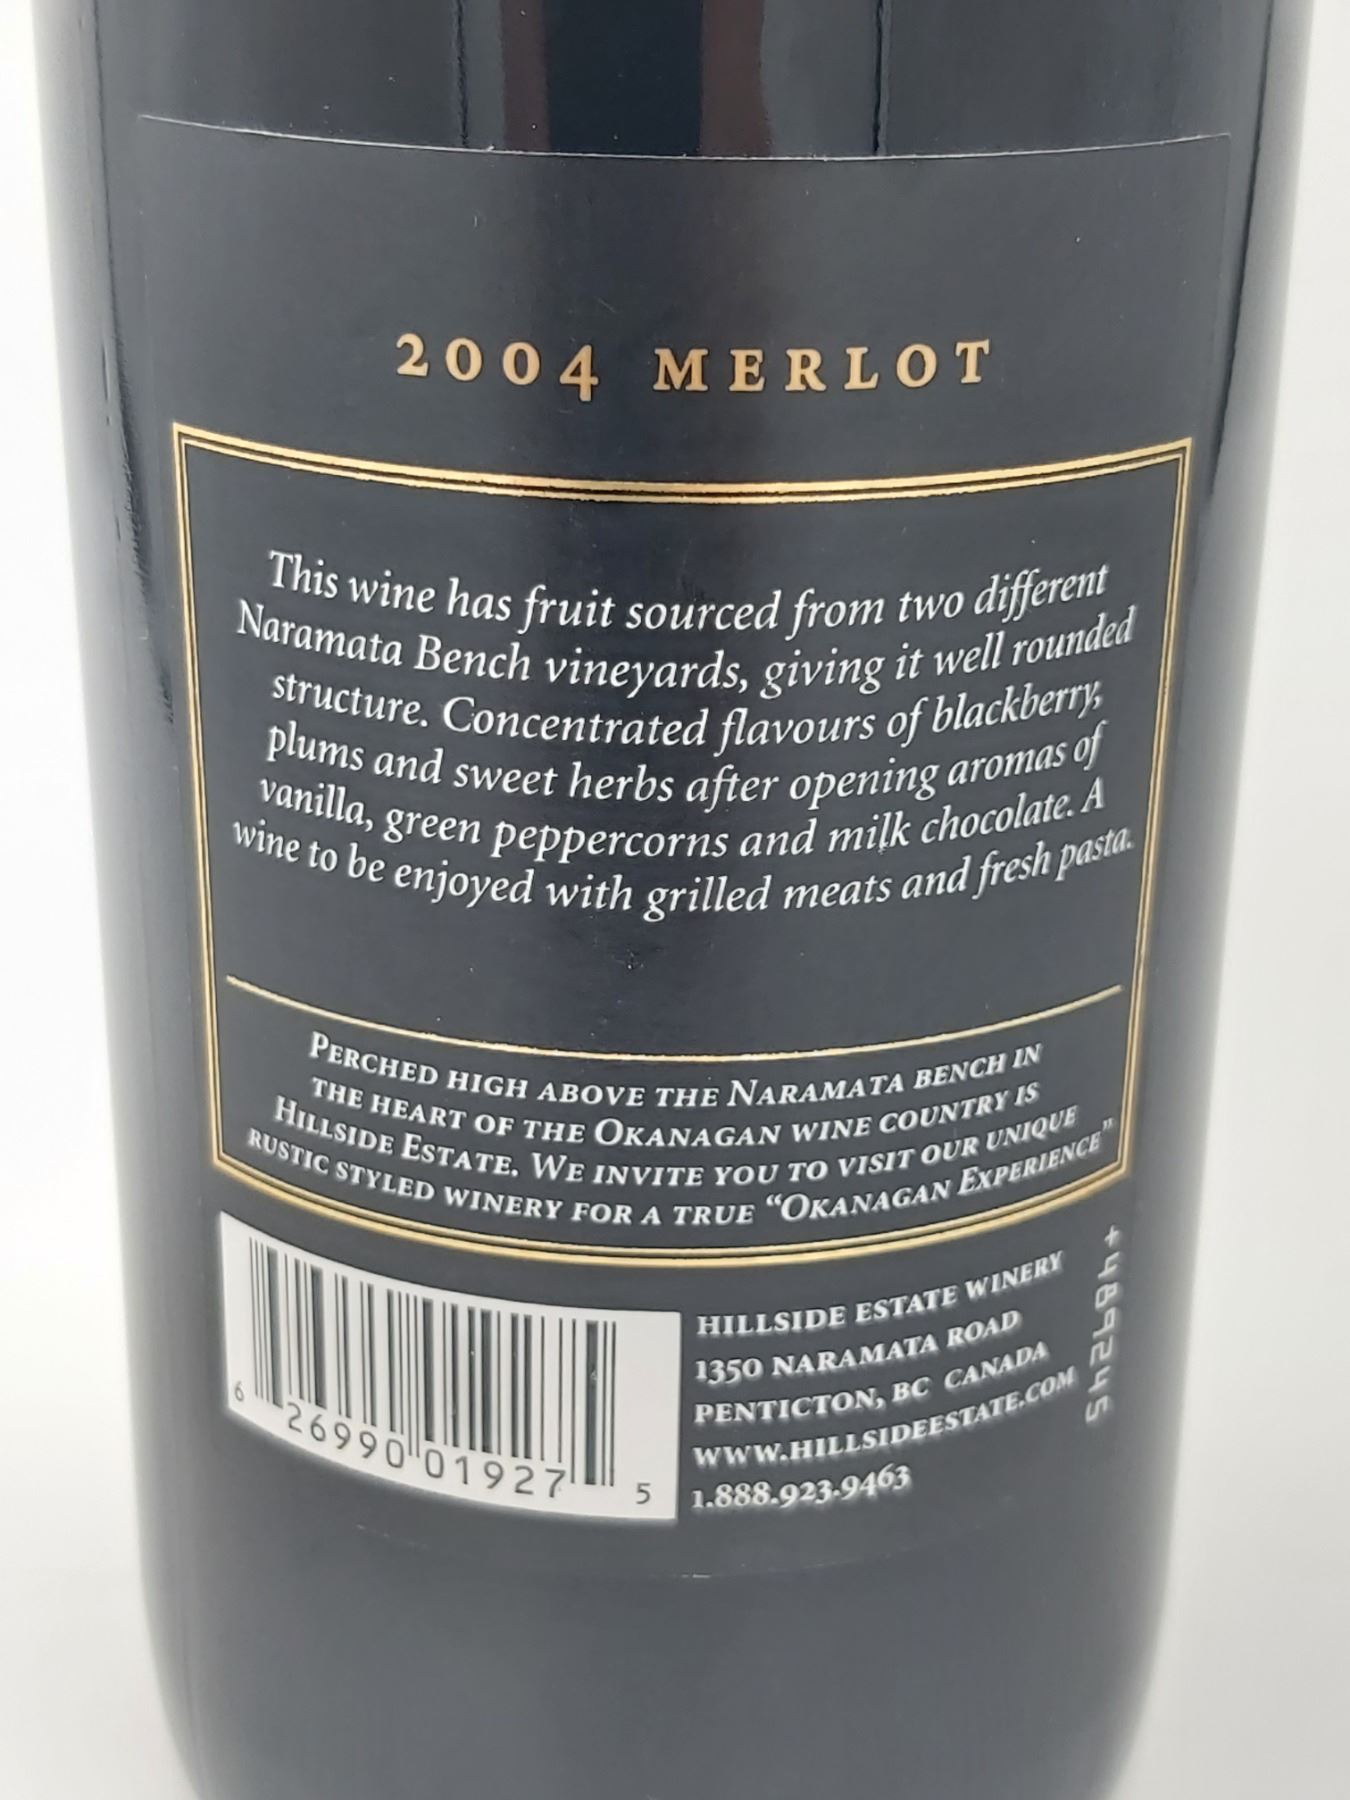 2004 MERLOT
This wine has fruit sourced from two different
Naramata Bench vineyards, giving it well rounded
structure. Concentrated flavours of blackberry,
plums and sweet herbs after opening aromas of
vanilla, green peppercorns and milk chocolate. A
wine to be enjoyed with grilled meats and fresh pasta.
PERCHED HIGH ABOVE THE NARAMATA BENCH IN
THE HEART OF THE OKANAGAN WINE COUNTRY IS
HILLSIDE ESTATE. WE INVITE YOU TO VISIT OUR UNIQUE
RUSTIC STYLED WINERY FOR A TRUE “OKANAGAN EXPERIENCE”
6 26990 01927 5
HILLSIDE ESTATE WINERY
1350 NARAMATA ROAD
PENTICTON, BC CANADA
WWW.HILLSIDEESTATE.COM
1.888.923.9463
+489245